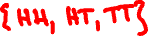 {HH, HT, TT}